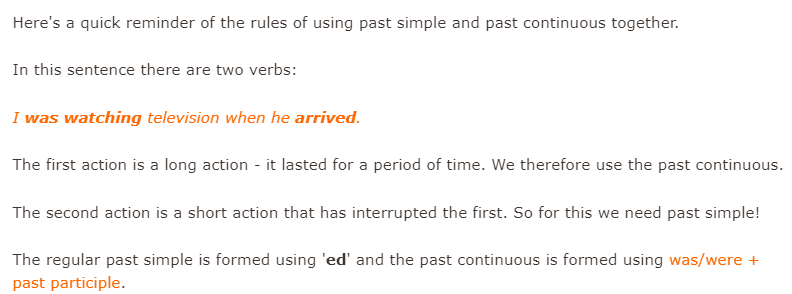 Here's a quick reminder of the rules of using past simple and past continuous together.
In this sentence there are two verbs:
I was watching television when he arrived.
The first action is a long action - it lasted for a period of time. We therefore use the past continuous.
The second action is a short action that has interrupted the first. So for this we need past simple!
The regular past simple is formed using 'ed' and the past continuous is formed using was/were +
past participle.